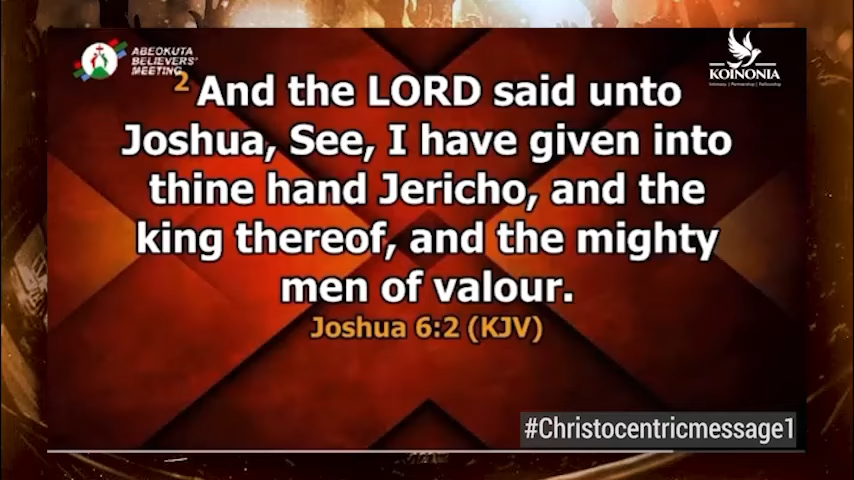 ABEOKUTA
BELIEVERS'
MEETING
KOINONIA
2 And the LORD said unto
Joshua, See, I have given into
thine hand Jericho, and the
king thereof, and the mighty
men of valour.
Joshua 6:2 (KJV)
#Christocentricmessage1